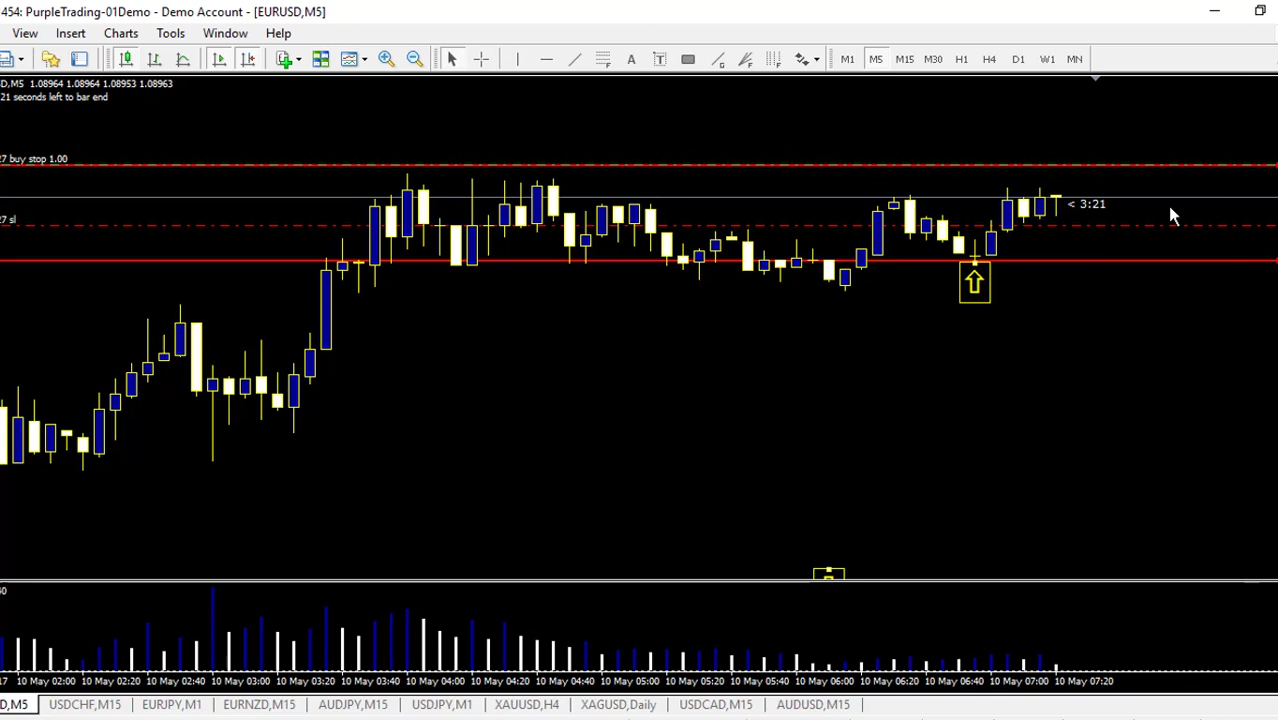 454: PurpleTrading-01Demo - Demo Account - [EURUSD,M5]
View Insert Charts Tools Window Help
A T M1 M5 M15 M30 H1 H4 D1 W1 MN
D,M5 1.08964 1.08964 1.08953 1.08963
21 seconds left to bar end
27 buy stop 1.00
< 3:21
27 sl
40
17 10 May 02:00 10 May 02:20 10 May 02:40 10 May 03:00 10 May 03:20 10 May 03:40 10 May 04:00 10 May 04:20 10 May 04:40 10 May 05:00 10 May 05:20 10 May 05:40 10 May 06:00 10 May 06:20 10 May 06:40 10 May 07:00 10 May 07:20
D,M5 USDCHF,M15 EURJPY,M1 EURNZD,M15 AUDJPY,M15 USDJPY,M1 XAUUSD,H4 XAGUSD,Daily USDCAD,M15 AUDUSD,M15